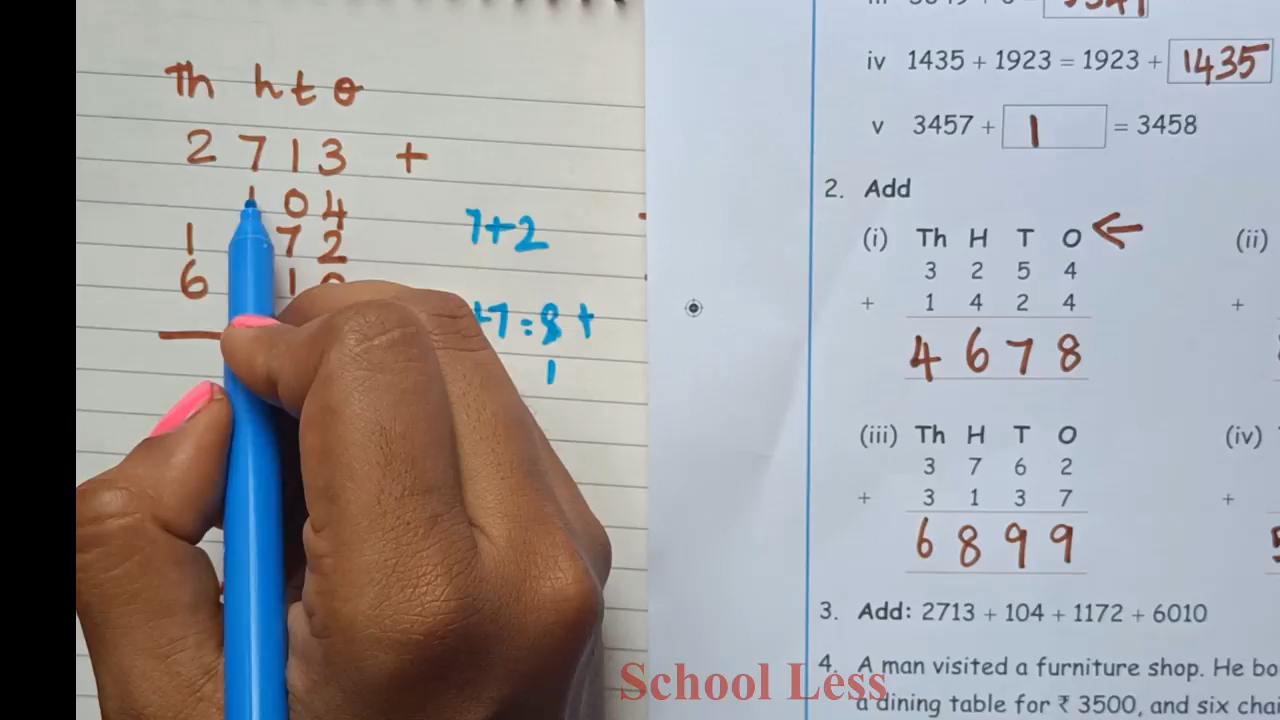 Th h t o
2 7 1 3 +
1 0 4
1 7 2
6 1
7+2
+7=8+
1
iv 1435 + 1923 = 1923 + 1435
v 3457 + 1 = 3458
2. Add
(i) Th H T O
3 2 5 4
+ 1 4 2 4
4 6 7 8
(ii)
+
(iii) Th H T O
3 7 6 2
+ 3 1 3 7
6 8 9 9
(iv)
+
3. Add: 2713 + 104 + 1172 + 6010
4. A man visited a furniture shop. He bo
a dining table for ₹ 3500, and six chai
School Less